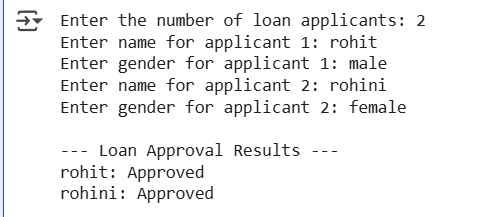 Enter the number of loan applicants: 2
Enter name for applicant 1: rohit
Enter gender for applicant 1: male
Enter name for applicant 2: rohini
Enter gender for applicant 2: female
--- Loan Approval Results ---
rohit: Approved
rohini: Approved